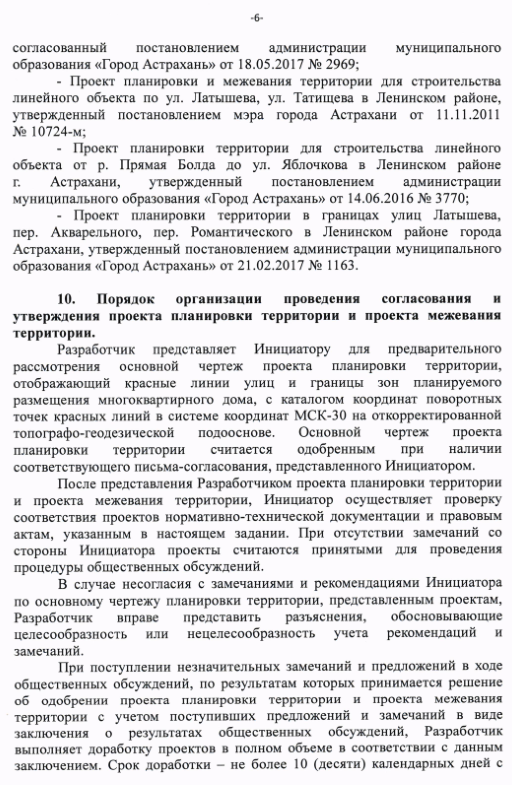 -6-
согласованный постановлением администрации муниципального
образования «Город Астрахань» от 18.05.2017 № 2969;
- Проект планировки и межевания территории для строительства
линейного объекта по ул. Латышева, ул. Татищева в Ленинском районе,
утвержденный постановлением мэра города Астрахани от 11.11.2011
№ 10724-м;
- Проект планировки территории для строительства линейного
объекта от р. Прямая Болда до ул. Яблочкова в Ленинском районе
г. Астрахани, утвержденный постановлением администрации
муниципального образования «Город Астрахань» от 14.06.2016 № 3770;
- Проект планировки территории в границах улиц Латышева,
пер. Акварельного, пер. Романтического в Ленинском районе города
Астрахани, утвержденный постановлением администрации муниципального
образования «Город Астрахань» от 21.02.2017 № 1163.
10. Порядок организации проведения согласования и
утверждения проекта планировки территории и проекта межевания
территории.
Разработчик представляет Инициатору для предварительного
рассмотрения основной чертеж проекта планировки территории,
отображающий красные линии улиц и границы зон планируемого
размещения многоквартирного дома, с каталогом координат поворотных
точек красных линий в системе координат МСК-30 на откорректированной
топографо-геодезической подооснове. Основной чертеж проекта
планировки территории считается одобренным при наличии
соответствующего письма-согласования, представленного Инициатором.
После представления Разработчиком проекта планировки территории
и проекта межевания территории, Инициатор осуществляет проверку
соответствия проектов нормативно-технической документации и правовым
актам, указанным в настоящем задании. При отсутствии замечаний со
стороны Инициатора проекты считаются принятыми для проведения
процедуры общественных обсуждений.
В случае несогласия с замечаниями и рекомендациями Инициатора
по основному чертежу планировки территории, представленным проектам,
Разработчик вправе представить разъяснения, обосновывающие
целесообразность или нецелесообразность учета рекомендаций и
замечаний.
При поступлении незначительных замечаний и предложений в ходе
общественных обсуждений, по результатам которых принимается решение
об одобрении проекта планировки территории и проекта межевания
территории с учетом поступивших предложений и замечаний в виде
заключения о результатах общественных обсуждений, Разработчик
выполняет доработку проектов в полном объеме в соответствии с данным
заключением. Срок доработки – не более 10 (десяти) календарных дней с